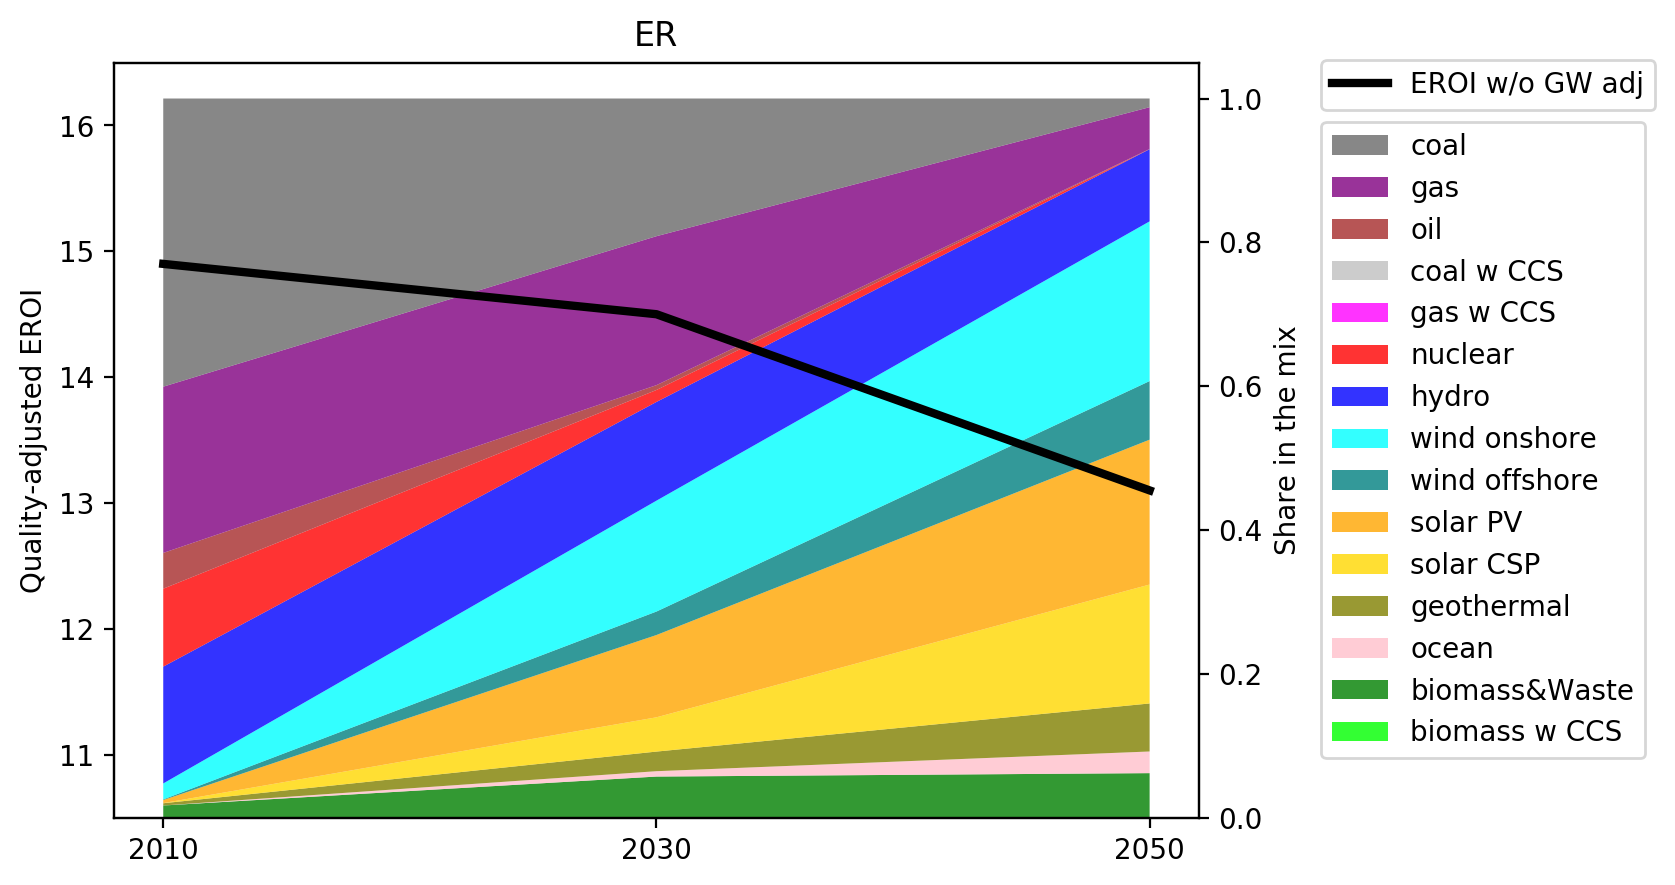 ER
Quality-adjusted EROI
16
15
14
13
12
11
2010
2030
2050
1.0
0.8
0.6
0.4
0.2
0.0
Share in the mix
EROI w/o GW adj
coal
gas
oil
coal w CCS
gas w CCS
nuclear
hydro
wind onshore
wind offshore
solar PV
solar CSP
geothermal
ocean
biomass&Waste
biomass w CCS